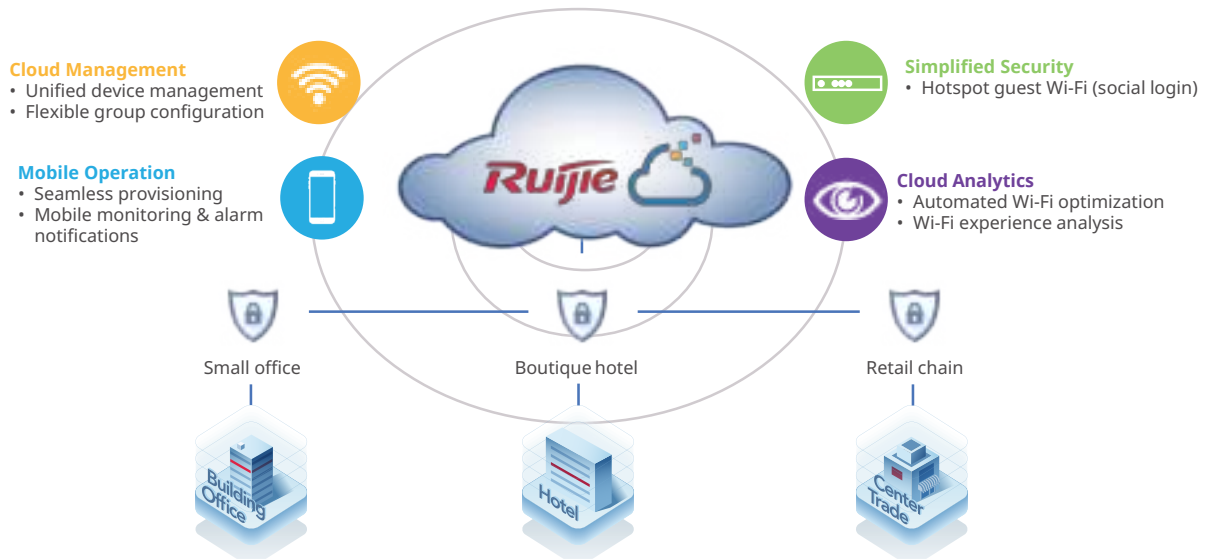 Cloud Management
• Unified device management
• Flexible group configuration
Mobile Operation
• Seamless provisioning
• Mobile monitoring & alarm
notifications
Ruijie
Simplified Security
• Hotspot guest Wi-Fi (social login)
Cloud Analytics
• Automated Wi-Fi optimization
• Wi-Fi experience analysis
Small office
Boutique hotel
Retail chain
Building
Office
Hotel
Center
Trade